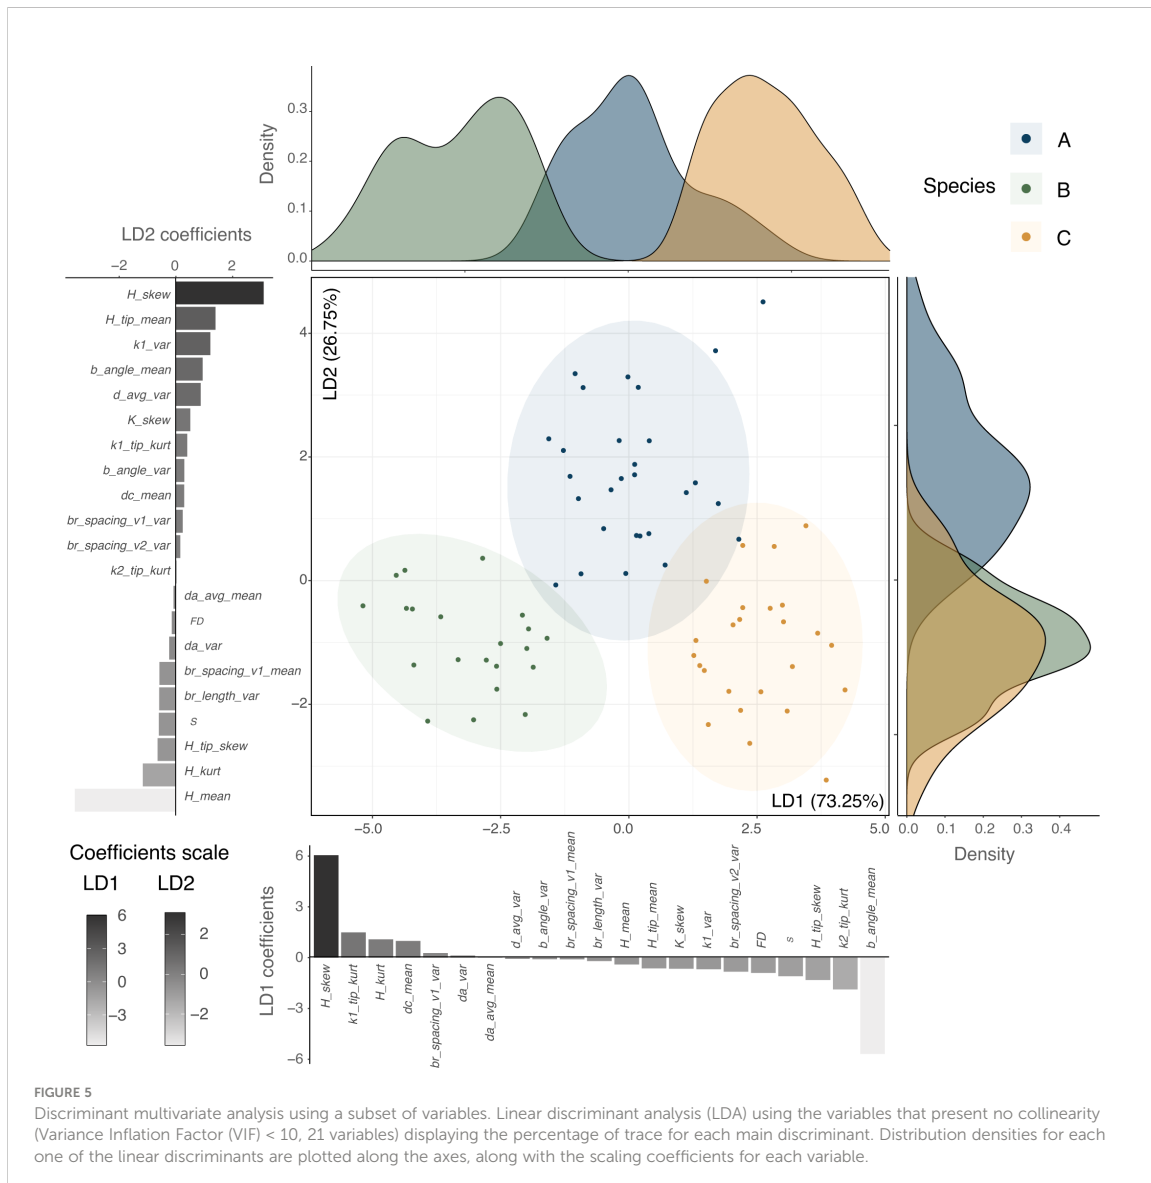 0.3
0.2
0.1
0.0
Density
Species
A
B
C
LD2 coefficients
−2 0 2
H_skew
H_tip_mean
k1_var
b_angle_mean
d_avg_var
K_skew
k1_tip_kurt
b_angle_var
dc_mean
br_spacing_v1_var
br_spacing_v2_var
k2_tip_kurt
da_avg_mean
FD
da_var
br_spacing_v1_mean
br_length_var
S
H_tip_skew
H_kurt
H_mean
LD2 (26.75%)
4
2
0
−2
LD1 (73.25%)
−5.0 −2.5 0.0 2.5 5.0
0.0 0.1 0.2 0.3 0.4
Density
Coefficients scale
LD1 LD2
6
3
0
−3
2
0
−2
LD1 coefficients
6
3
0
−3
−6
H_skew
k1_tip_kurt
H_kurt
dc_mean
br_spacing_v1_var
da_var
da_avg_mean
d_avg_var
b_angle_var
br_spacing_v1_mean
br_length_var
H_mean
H_tip_mean
K_skew
k1_var
br_spacing_v2_var
FD
s
H_tip_skew
k2_tip_kurt
b_angle_mean
FIGURE 5
Discriminant multivariate analysis using a subset of variables. Linear discriminant analysis (LDA) using the variables that present no collinearity
(Variance Inflation Factor (VIF) < 10, 21 variables) displaying the percentage of trace for each main discriminant. Distribution densities for each
one of the linear discriminants are plotted along the axes, along with the scaling coefficients for each variable.